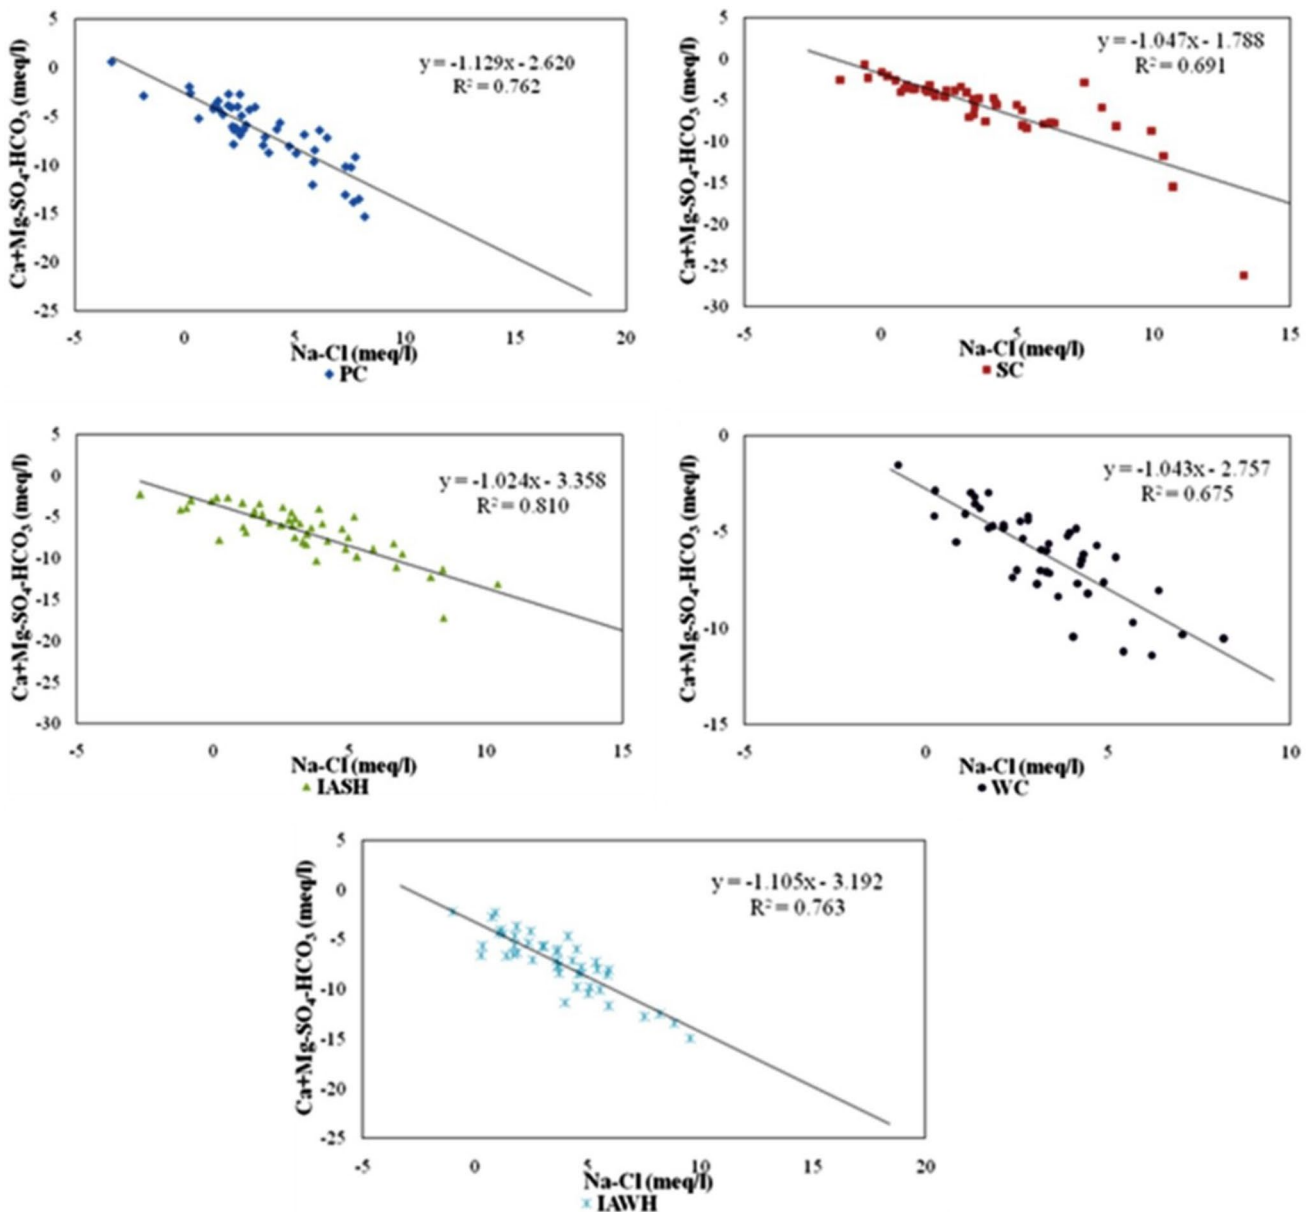 Ca+Mg-SO₄-HCO₃ (meq/l)
5
0
-5
-10
-15
-20
-25
y = -1.129x - 2.620
R² = 0.762
-5 0 5 10 15 20
Na-Cl (meq/l)
PC
Ca+Mg-SO₄-HCO₃ (meq/l)
5
0
-5
-10
-15
-20
-25
-30
y = -1.047x - 1.788
R² = 0.691
-5 0 5 10 15
Na-Cl (meq/l)
SC
Ca+Mg-SO₄-HCO₃ (meq/l)
5
0
-5
-10
-15
-20
-25
-30
y = -1.024x - 3.358
R² = 0.810
-5 0 5 10 15
Na-Cl (meq/l)
IASH
Ca+Mg-SO₄-HCO₃ (meq/l)
0
-5
-10
-15
y = -1.043x - 2.757
R² = 0.675
-5 0 5 10
Na-Cl (meq/l)
WC
Ca+Mg-SO₄-HCO₃ (meq/l)
5
0
-5
-10
-15
-20
-25
y = -1.105x - 3.192
R² = 0.763
-5 0 5 10 15 20
Na-Cl (meq/l)
IAWH